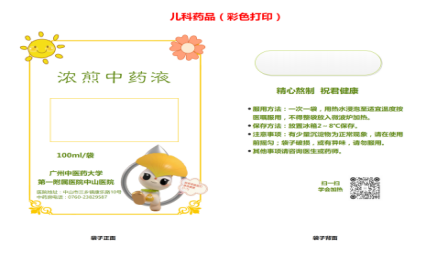 儿科药品（彩色打印）
浓煎中药液
100ml/袋
广州中医药大学
第一附属医院中山医院
精心熬制 祝君健康
•服用方法：一次一袋，用热水浸泡至适宜温度按
医嘱服用，不得整袋放入微波炉加热。
•保存方法：放置冰箱2－8℃保存。
•注意事项：有少量沉淀物为正常现象，请在使用
前摇匀；袋子破损，或有异味，请勿服用。
•其他事项请咨询医生或药师。
扫一扫
学会加热
袋子正面
袋子背面